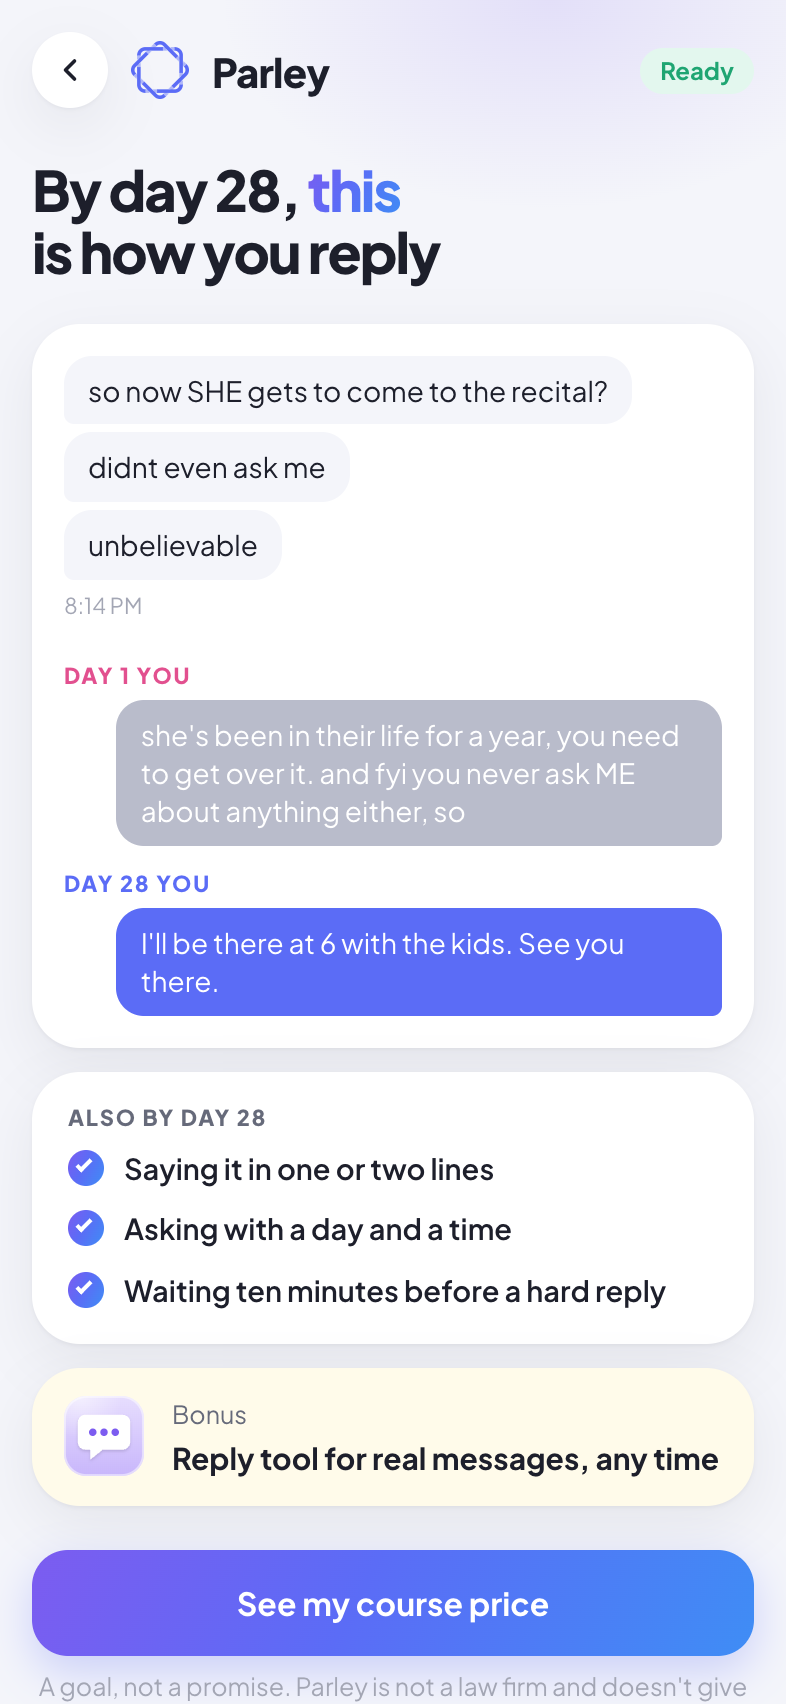 Parley
Ready
By day 28, this
is how you reply
so now SHE gets to come to the recital?
didnt even ask me
unbelievable
8:14 PM
DAY 1 YOU
she's been in their life for a year, you need
to get over it. and fyi you never ask ME
about anything either, so
DAY 28 YOU
I'll be there at 6 with the kids. See you
there.
ALSO BY DAY 28
Saying it in one or two lines
Asking with a day and a time
Waiting ten minutes before a hard reply
Bonus
Reply tool for real messages, any time
See my course price
A goal, not a promise. Parley is not a law firm and doesn't give